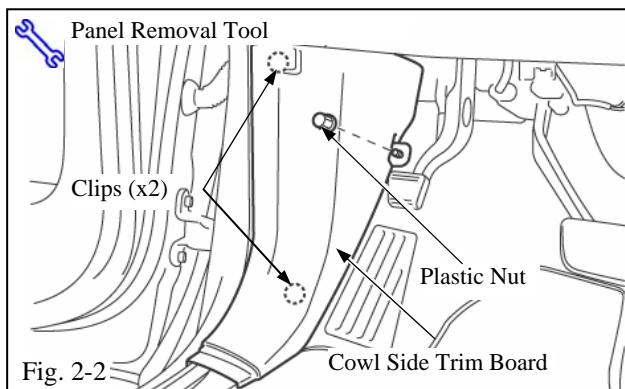 Panel Removal Tool
Clips (x2)
Plastic Nut
Cowl Side Trim Board
Fig. 2-2